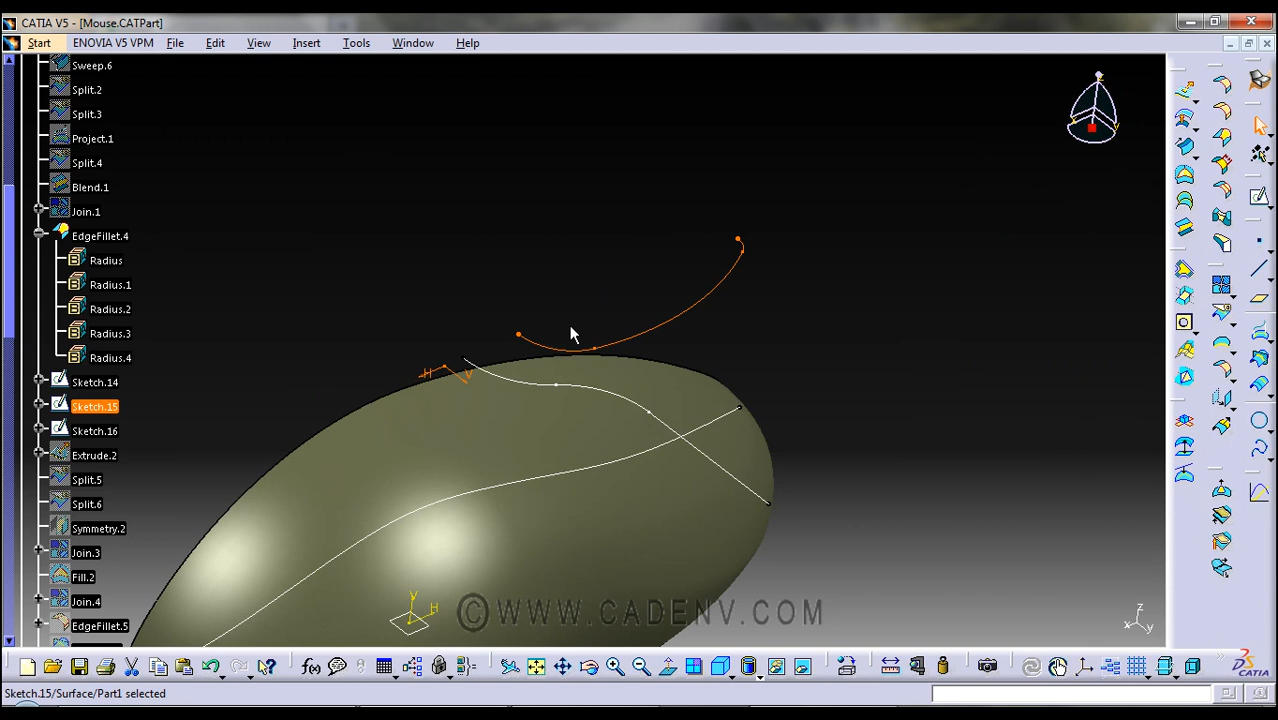 CATIA V5 - [Mouse.CATPart]
Start ENOVIA V5 VPM File Edit View Insert Tools Window Help
Sweep.6
Split.2
Split.3
Project.1
Split.4
Blend.1
Join.1
EdgeFillet.4
Radius
Radius.1
Radius.2
Radius.3
Radius.4
Sketch.14
Sketch.15
Sketch.16
Extrude.2
Split.5
Split.6
Symmetry.2
Join.3
Fill.2
Join.4
EdgeFillet.5
H V
y H
z
x y
©WWW.CADENV.COM
f(x)
CATIA
Sketch.15/Surface/Part1 selected